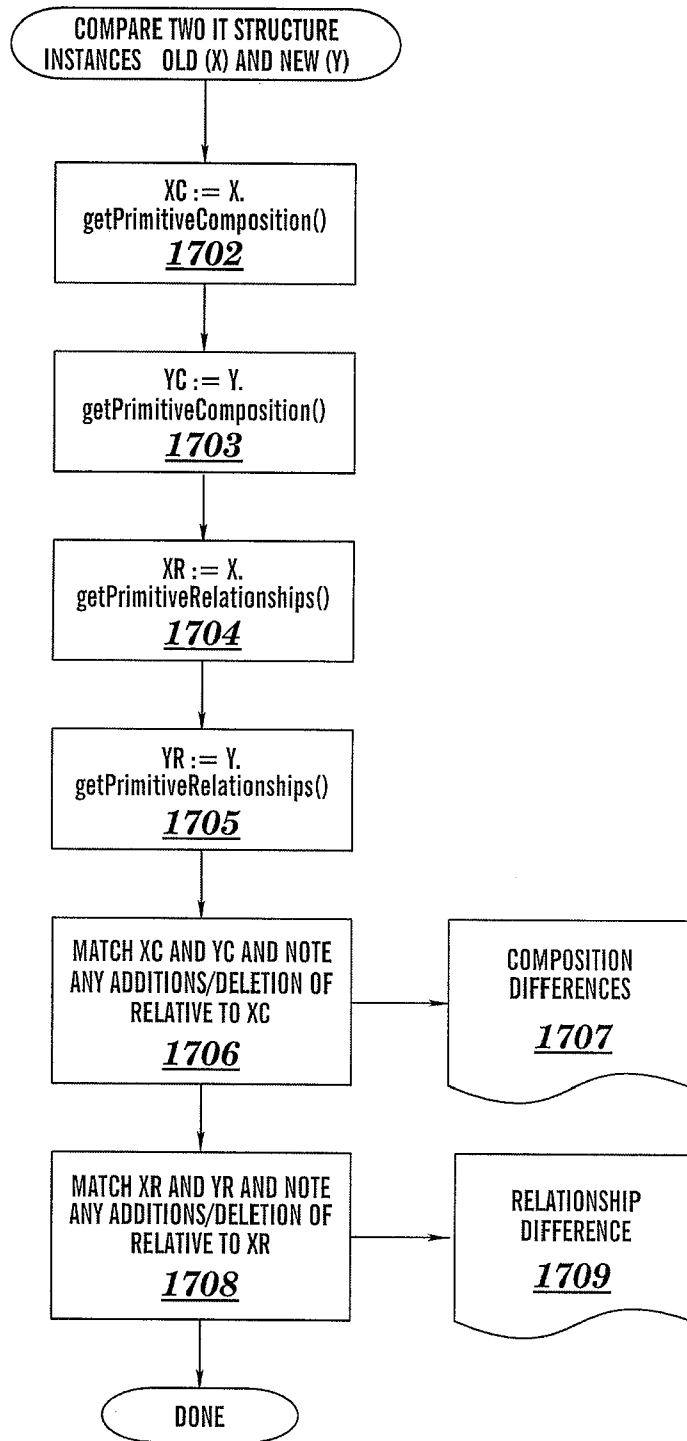 COMPARE TWO IT STRUCTURE
INSTANCES OLD (X) AND NEW (Y)
XC := X.
getPrimitiveComposition()
1702
YC := Y.
getPrimitiveComposition()
1703
XR := X.
getPrimitiveRelationships()
1704
YR := Y.
getPrimitiveRelationships()
1705
MATCH XC AND YC AND NOTE
ANY ADDITIONS/DELETION OF
RELATIVE TO XC
1706
COMPOSITION
DIFFERENCES
1707
MATCH XR AND YR AND NOTE
ANY ADDITIONS/DELETION OF
RELATIVE TO XR
1708
RELATIONSHIP
DIFFERENCE
1709
DONE